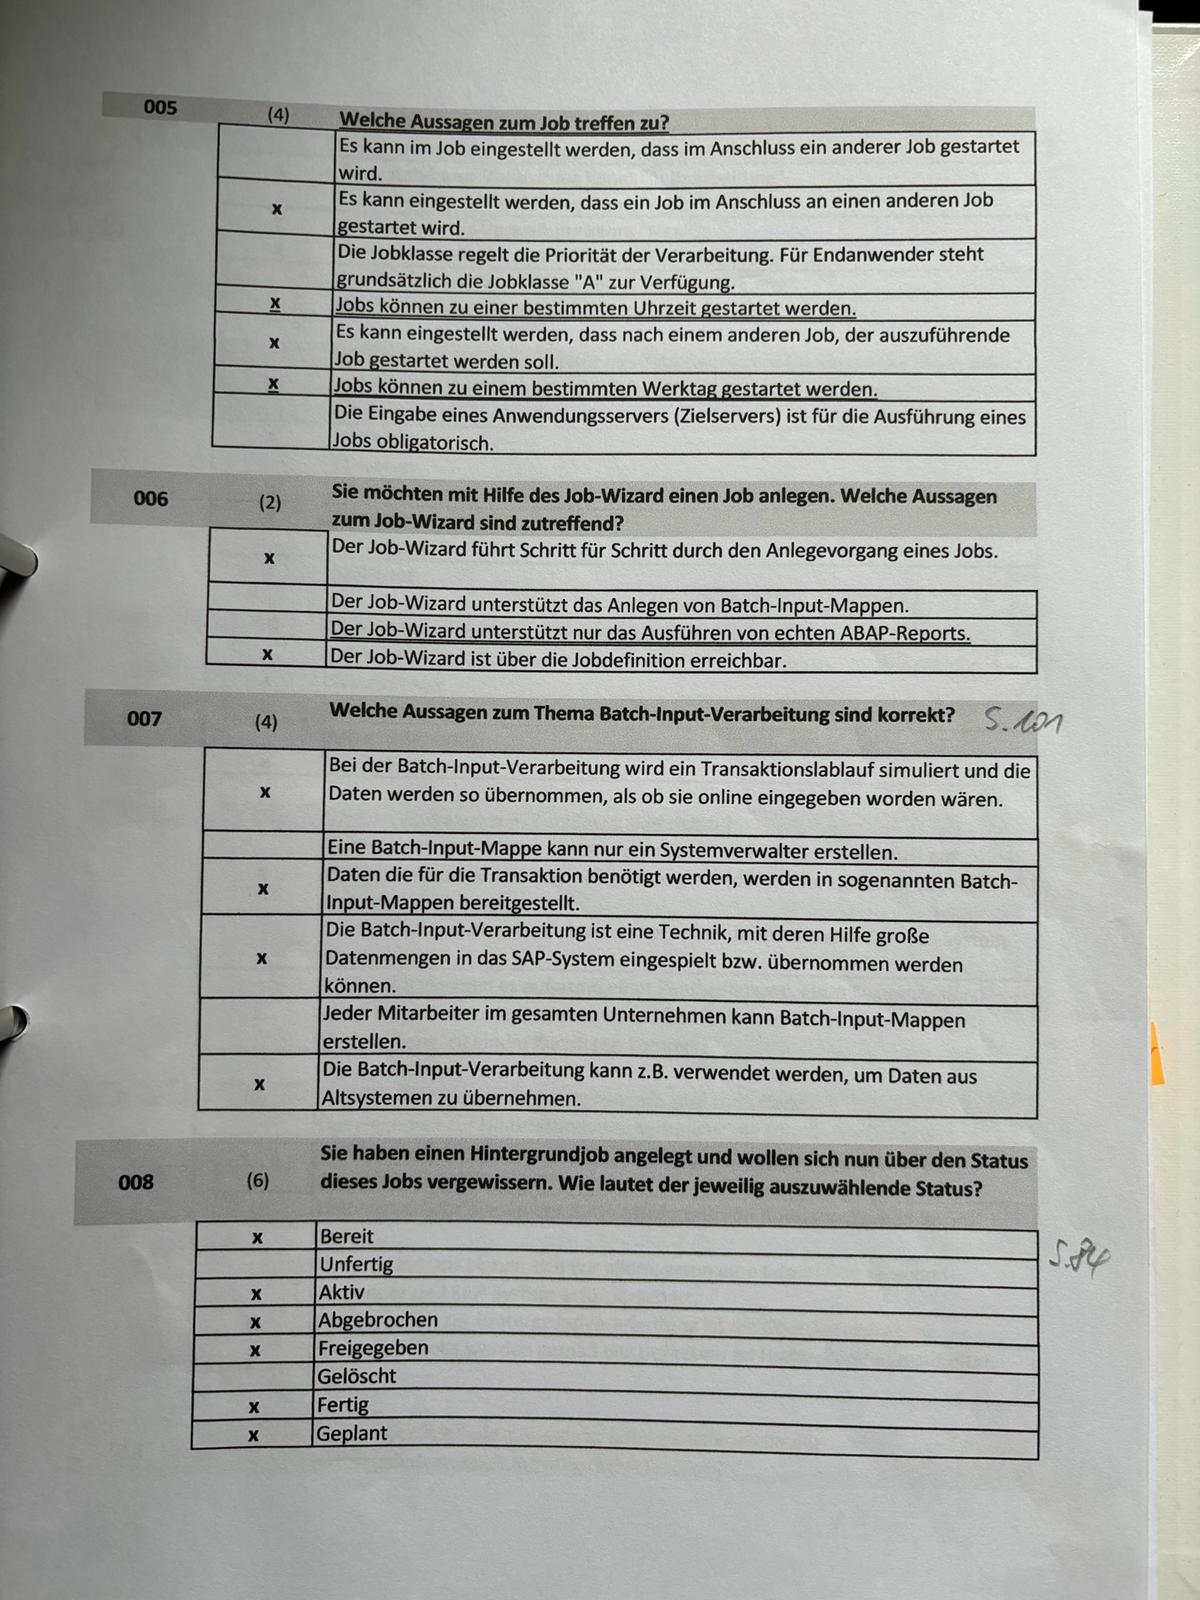 005 (4) Welche Aussagen zum Job treffen zu?
Es kann im Job eingestellt werden, dass im Anschluss ein anderer Job gestartet
wird.
x Es kann eingestellt werden, dass ein Job im Anschluss an einen anderen Job
gestartet wird.
Die Jobklasse regelt die Priorität der Verarbeitung. Für Endanwender steht
grundsätzlich die Jobklasse "A" zur Verfügung.
x Jobs können zu einer bestimmten Uhrzeit gestartet werden.
x Es kann eingestellt werden, dass nach einem anderen Job, der auszuführende
Job gestartet werden soll.
x Jobs können zu einem bestimmten Werktag gestartet werden.
Die Eingabe eines Anwendungsservers (Zielservers) ist für die Ausführung eines
Jobs obligatorisch.
006 (2) Sie möchten mit Hilfe des Job-Wizard einen Job anlegen. Welche Aussagen
zum Job-Wizard sind zutreffend?
x Der Job-Wizard führt Schritt für Schritt durch den Anlegevorgang eines Jobs.
Der Job-Wizard unterstützt das Anlegen von Batch-Input-Mappen.
Der Job-Wizard unterstützt nur das Ausführen von echten ABAP-Reports.
x Der Job-Wizard ist über die Jobdefinition erreichbar.
007 (4) Welche Aussagen zum Thema Batch-Input-Verarbeitung sind korrekt? S. 101
x Bei der Batch-Input-Verarbeitung wird ein Transaktionslablauf simuliert und die
Daten werden so übernommen, als ob sie online eingegeben worden wären.
Eine Batch-Input-Mappe kann nur ein Systemverwalter erstellen.
x Daten die für die Transaktion benötigt werden, werden in sogenannten Batch-
Input-Mappen bereitgestellt.
x Die Batch-Input-Verarbeitung ist eine Technik, mit deren Hilfe große
Datenmengen in das SAP-System eingespielt bzw. übernommen werden
können.
Jeder Mitarbeiter im gesamten Unternehmen kann Batch-Input-Mappen
erstellen.
x Die Batch-Input-Verarbeitung kann z.B. verwendet werden, um Daten aus
Altsystemen zu übernehmen.
008 (6) Sie haben einen Hintergrundjob angelegt und wollen sich nun über den Status
dieses Jobs vergewissern. Wie lautet der jeweilig auszuwählende Status?
x Bereit
Unfertig S. 84
x Aktiv
x Abgebrochen
x Freigegeben
Gelöscht
x Fertig
x Geplant